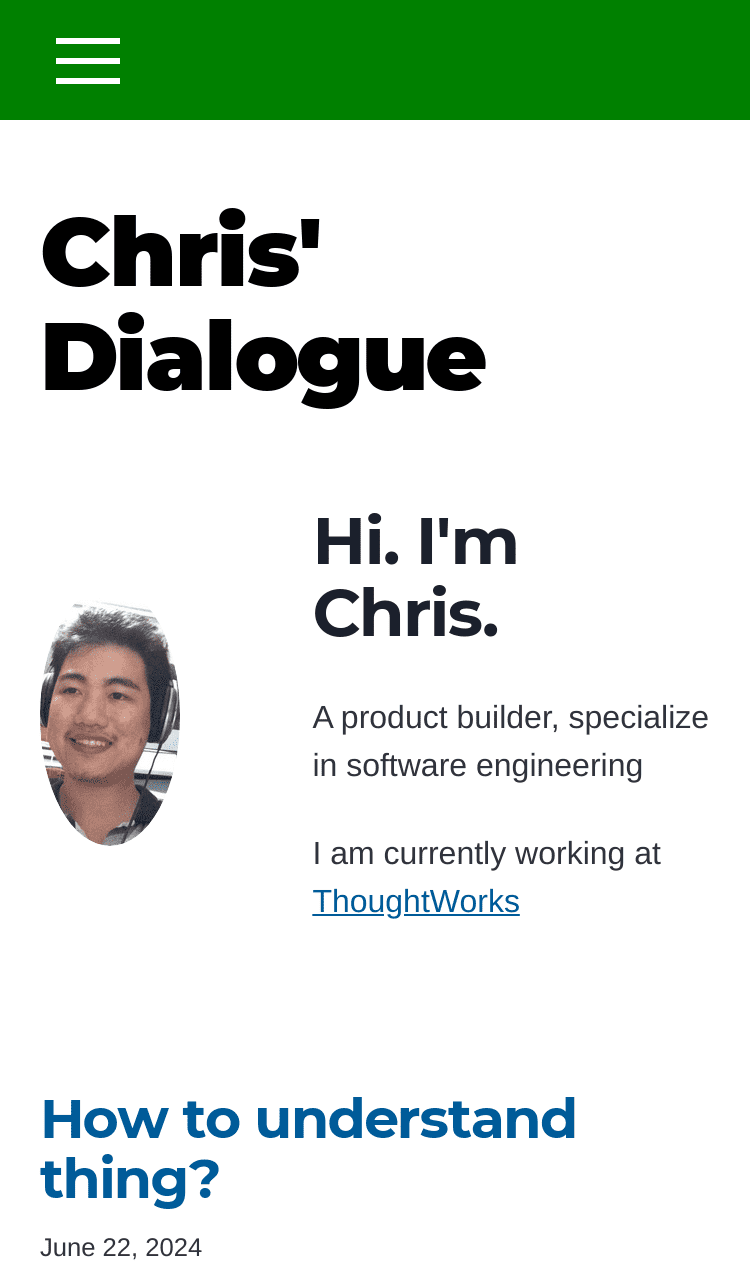 Chris'
Dialogue
Hi. I'm
Chris.
A product builder, specialize
in software engineering
I am currently working at
ThoughtWorks
How to understand
thing?
June 22, 2024